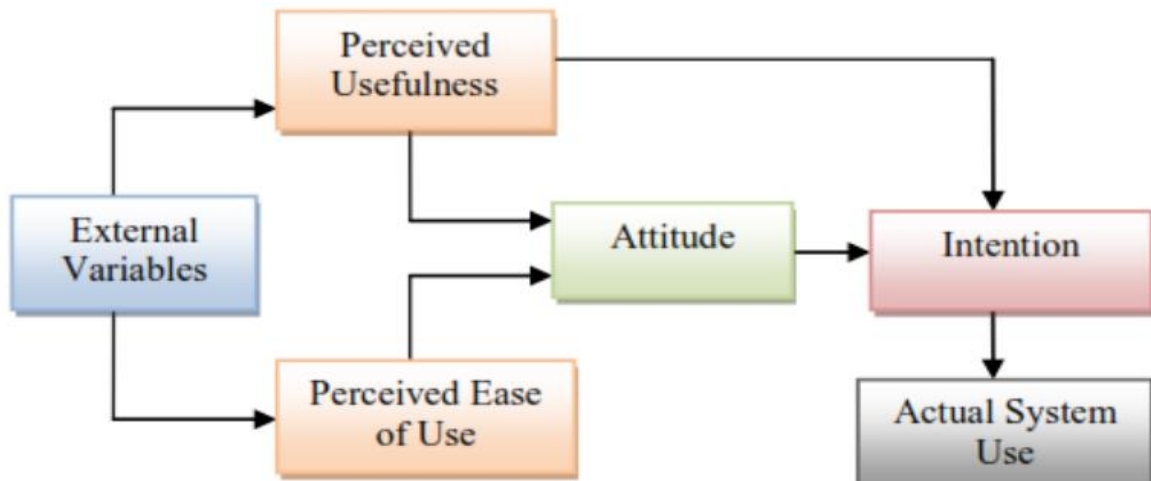 Perceived
Usefulness
External
Variables
Attitude
Intention
Perceived Ease
of Use
Actual System
Use